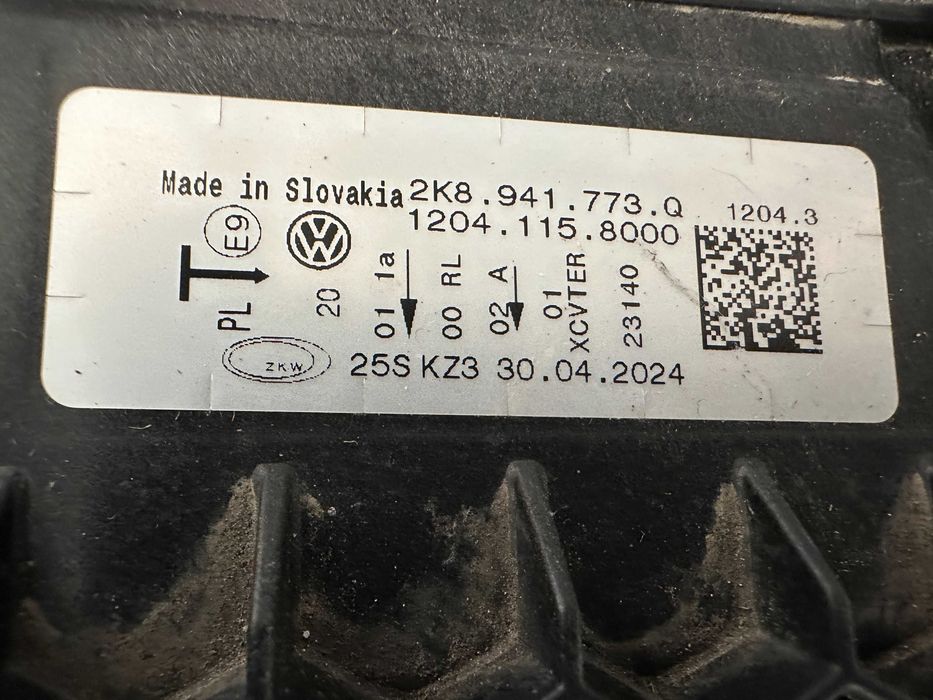 Made in Slovakia 2K8.941.773.Q
1204.115.8000
1204.3
E9
PL
20
01 1a
00 RL
02 A
01
XCVTER
23140
ZKW
25S KZ3 30.04.2024